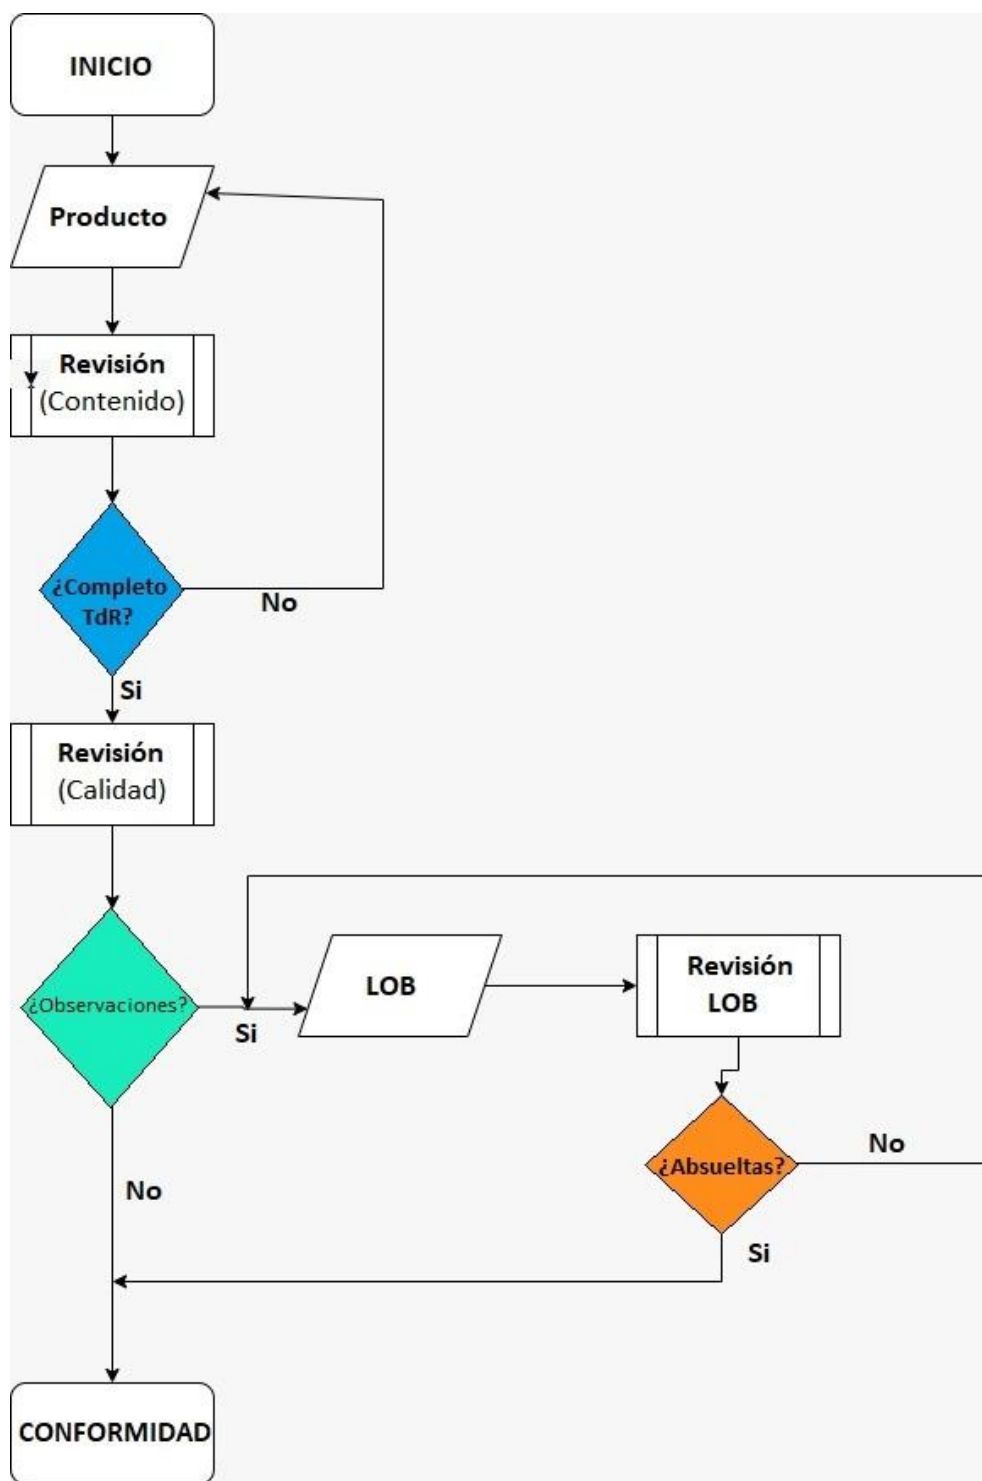 INICIO
Producto
Revisión
(Contenido)
¿Completo
TdR?
No
Si
Revisión
(Calidad)
¿Observaciones?
Si
LOB
Revisión
LOB
¿Absueltas?
No
No
Si
CONFORMIDAD